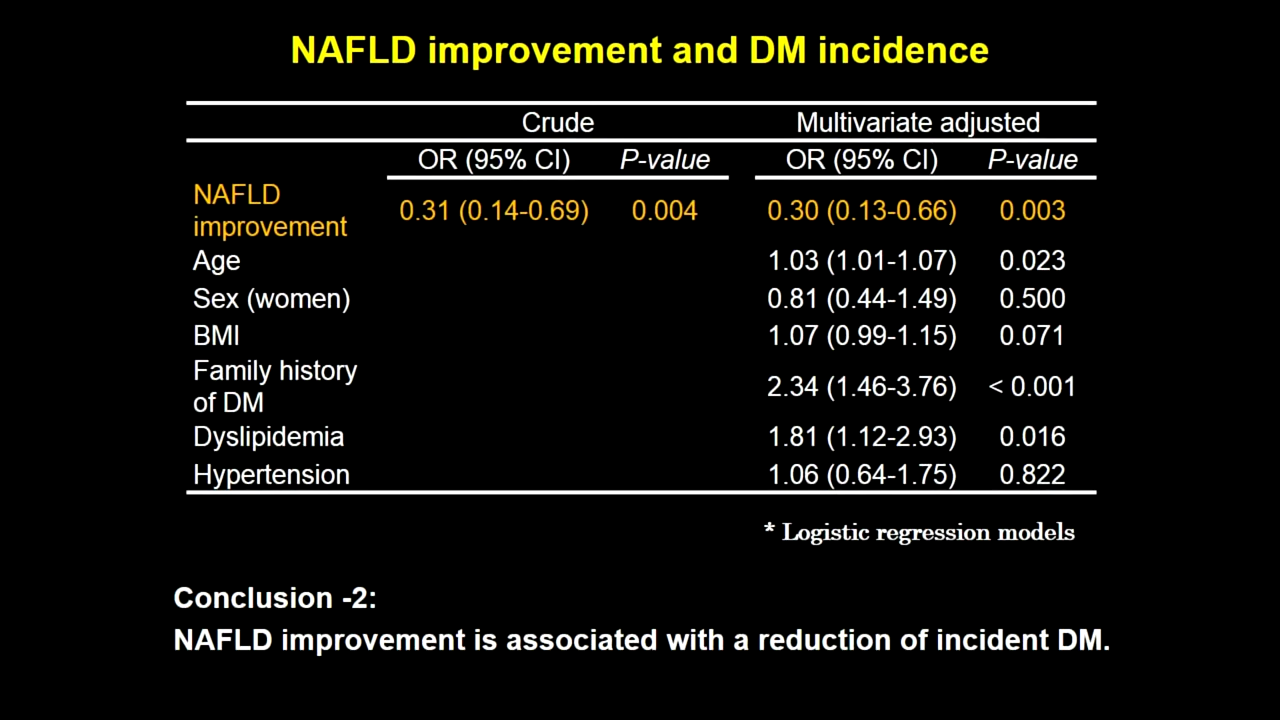 NAFLD improvement and DM incidence
Crude Multivariate adjusted
OR (95% CI) P-value OR (95% CI) P-value
NAFLD
improvement 0.31 (0.14-0.69) 0.004 0.30 (0.13-0.66) 0.003
Age 1.03 (1.01-1.07) 0.023
Sex (women) 0.81 (0.44-1.49) 0.500
BMI 1.07 (0.99-1.15) 0.071
Family history
of DM 2.34 (1.46-3.76) < 0.001
Dyslipidemia 1.81 (1.12-2.93) 0.016
Hypertension 1.06 (0.64-1.75) 0.822
* Logistic regression models
Conclusion -2:
NAFLD improvement is associated with a reduction of incident DM.